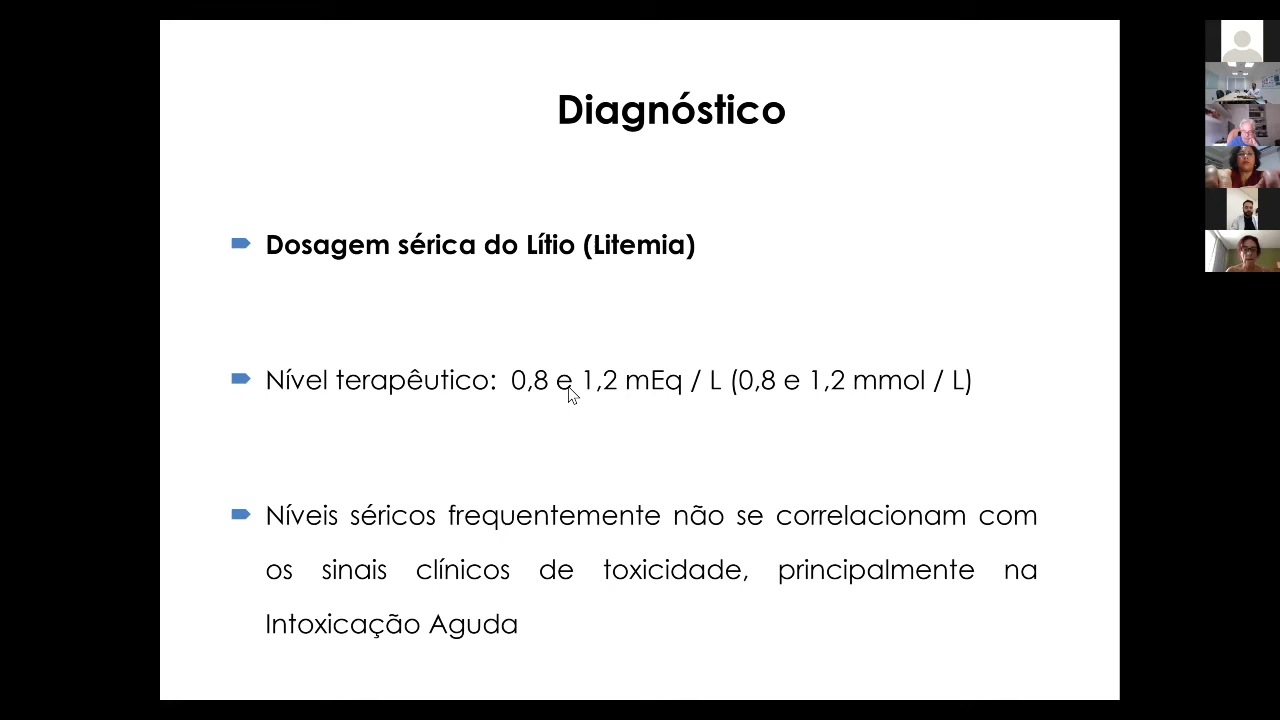 Diagnóstico
Dosagem sérica do Lítio (Litemia)
Nível terapêutico:  0,8 e 1,2 mEq / L (0,8 e 1,2 mmol / L)
Níveis séricos frequentemente não se correlacionam com
os sinais clínicos de toxicidade, principalmente na
Intoxicação Aguda